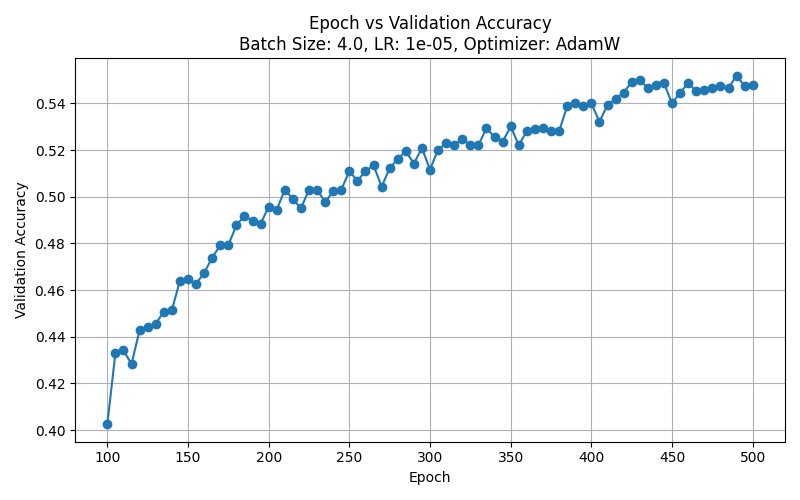 Epoch vs Validation Accuracy
Batch Size: 4.0, LR: 1e-05, Optimizer: AdamW
Validation Accuracy
0.54
0.52
0.50
0.48
0.46
0.44
0.42
0.40
100 150 200 250 300 350 400 450 500
Epoch